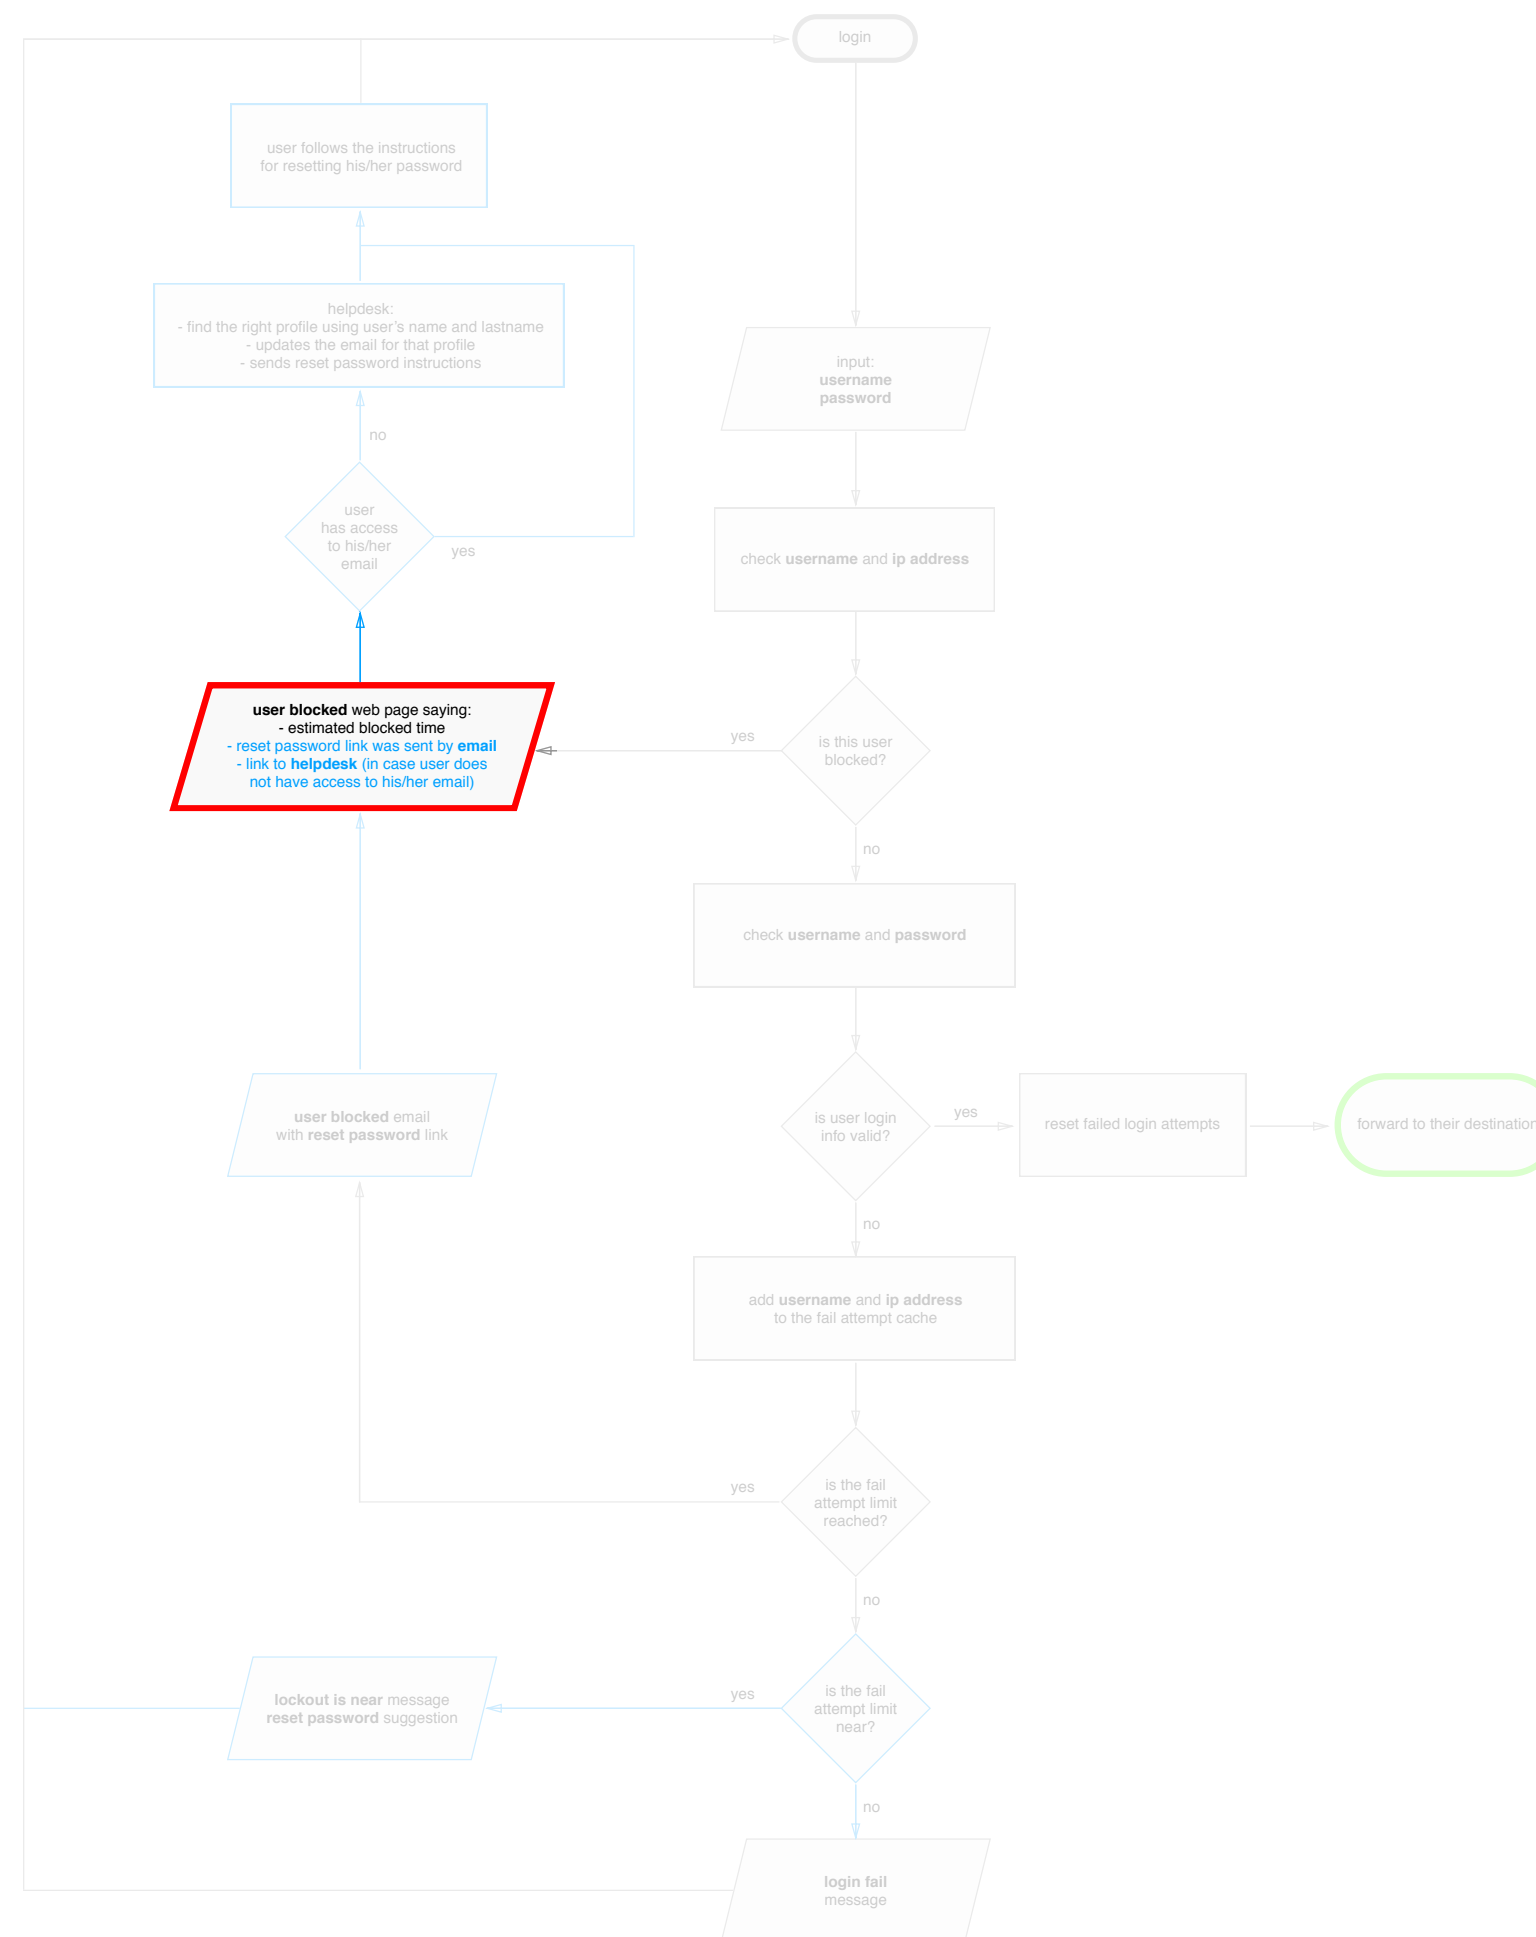 login
user follows the instructions
for resetting his/her password
helpdesk:
- find the right profile using user's name and lastname
- updates the email for that profile
- sends reset password instructions
input:
username
password
no
user
has access
to his/her
email
yes
check username and ip address
user blocked web page saying:
- estimated blocked time
- reset password link was sent by email
- link to helpdesk (in case user does
not have access to his/her email)
yes
is this user
blocked?
no
check username and password
user blocked email
with reset password link
is user login
info valid?
yes
reset failed login attempts
forward to their destination
no
add username and ip address
to the fail attempt cache
yes
is the fail
attempt limit
reached?
no
lockout is near message
reset password suggestion
yes
is the fail
attempt limit
near?
no
login fail
message